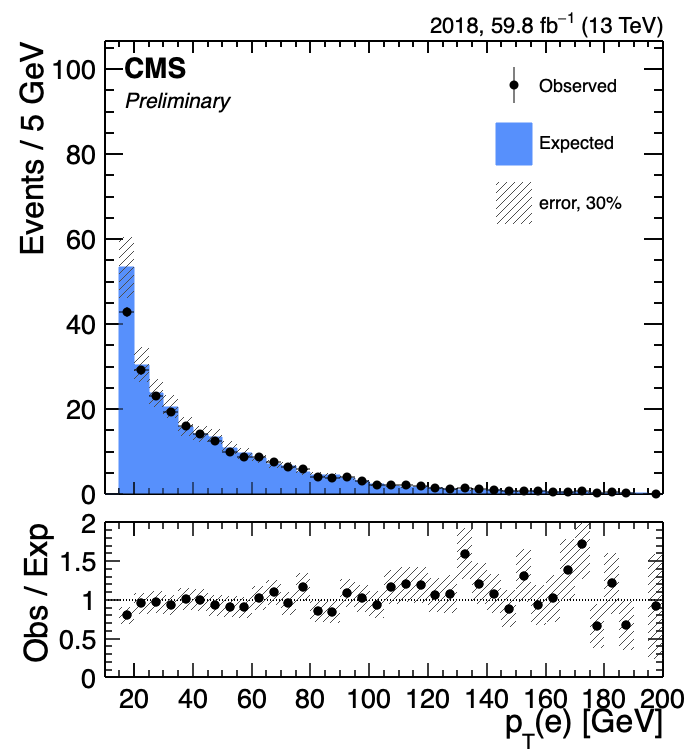 2018, 59.8 fb⁻¹ (13 TeV)
CMS
Preliminary
Observed
Expected
error, 30%
Events / 5 GeV
100
80
60
40
20
0
Obs / Exp
2
1.5
1
0.5
0
20 40 60 80 100 120 140 160 180 200
p_T(e) [GeV]